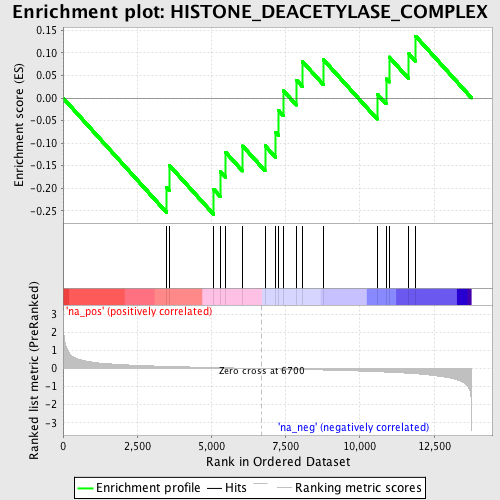 Enrichment plot: HISTONE_DEACETYLASE_COMPLEX
Enrichment score (ES)
0.15
0.10
0.05
0.00
-0.05
-0.10
-0.15
-0.20
-0.25
'na_pos' (positively correlated)
Ranked list metric (PreRanked)
3
2
1
0
-1
-2
-3
Zero cross at 6700
'na_neg' (negatively correlated)
0 2,500 5,000 7,500 10,000 12,500
Rank in Ordered Dataset
Enrichment profile Hits Ranking metric scores